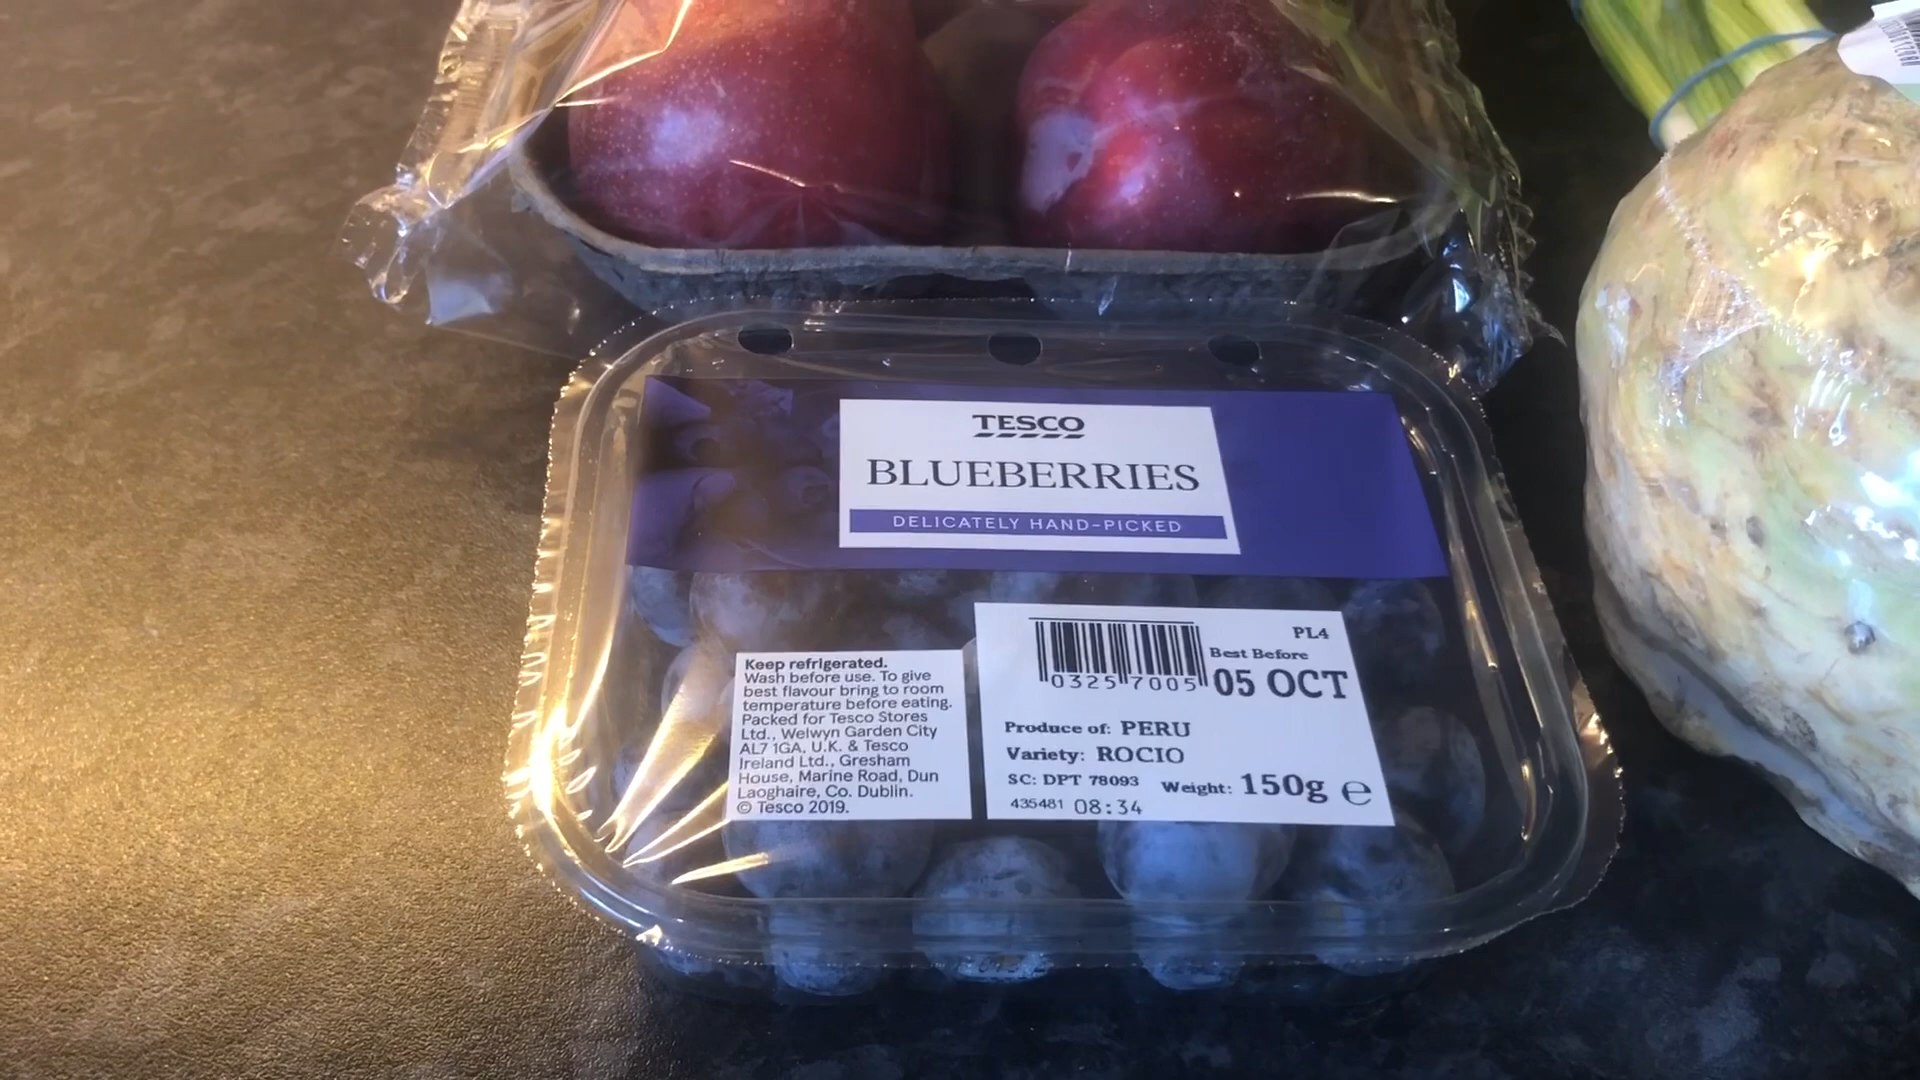 TESCO
BLUEBERRIES
DELICATELY HAND-PICKED
Keep refrigerated.
Wash before use. To give
best flavour bring to room
temperature before eating.
Packed for Tesco Stores
Ltd., Welwyn Garden City
AL7 1GA, U.K. & Tesco
Ireland Ltd., Gresham
House, Marine Road, Dun
Laoghaire, Co. Dublin.
© Tesco 2019.
PL4
Best Before
03257005 05 OCT
Produce of: PERU
Variety: ROCIO
SC: DPT 78093 Weight: 150g e
435481 08:34